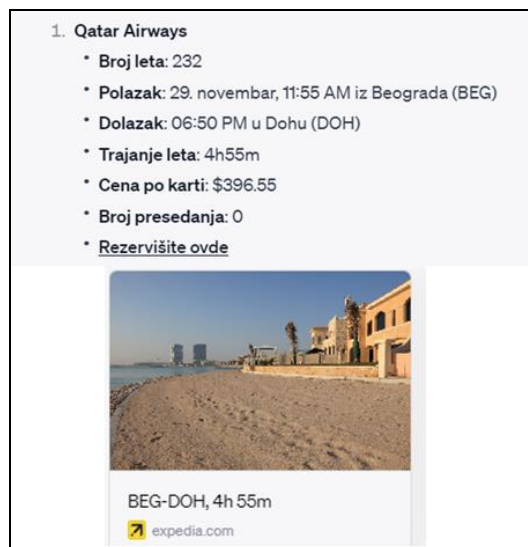 1. Qatar Airways
• Broj leta: 232
• Polazak: 29. novembar, 11:55 AM iz Beograda (BEG)
• Dolazak: 06:50 PM u Dohu (DOH)
• Trajanje leta: 4h55m
• Cena po karti: $396.55
• Broj presedanja: 0
• Rezervišite ovde
BEG-DOH, 4h 55m
expedia.com